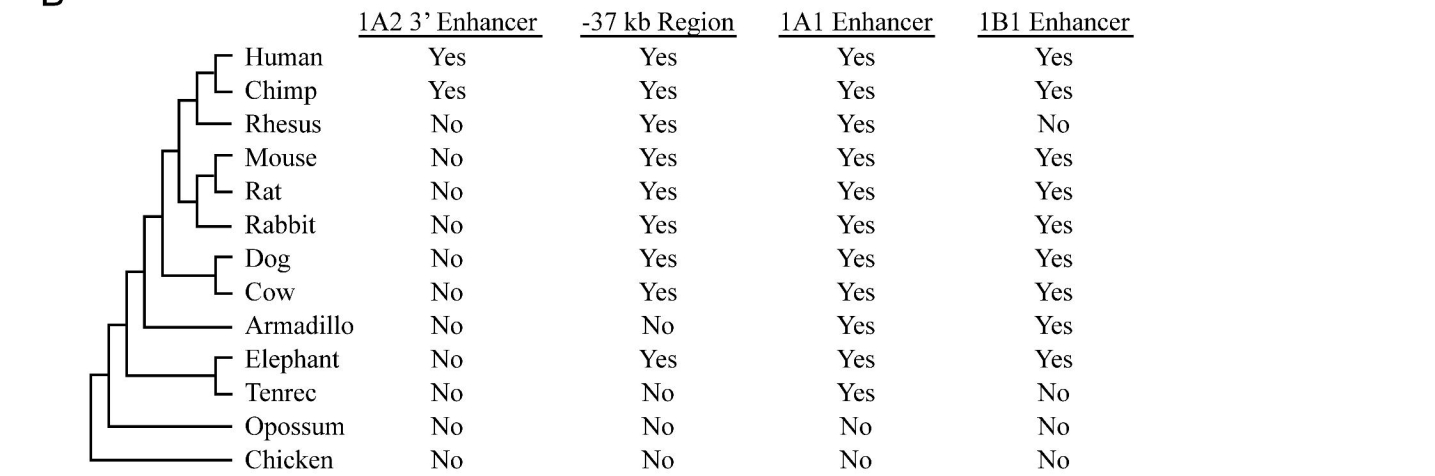 1A2 3’ Enhancer -37 kb Region 1A1 Enhancer 1B1 Enhancer
Human Yes Yes Yes Yes
Chimp Yes Yes Yes Yes
Rhesus No Yes Yes No
Mouse No Yes Yes Yes
Rat No Yes Yes Yes
Rabbit No Yes Yes Yes
Dog No Yes Yes Yes
Cow No Yes Yes Yes
Armadillo No No Yes Yes
Elephant No Yes Yes Yes
Tenrec No No Yes No
Opossum No No No No
Chicken No No No No